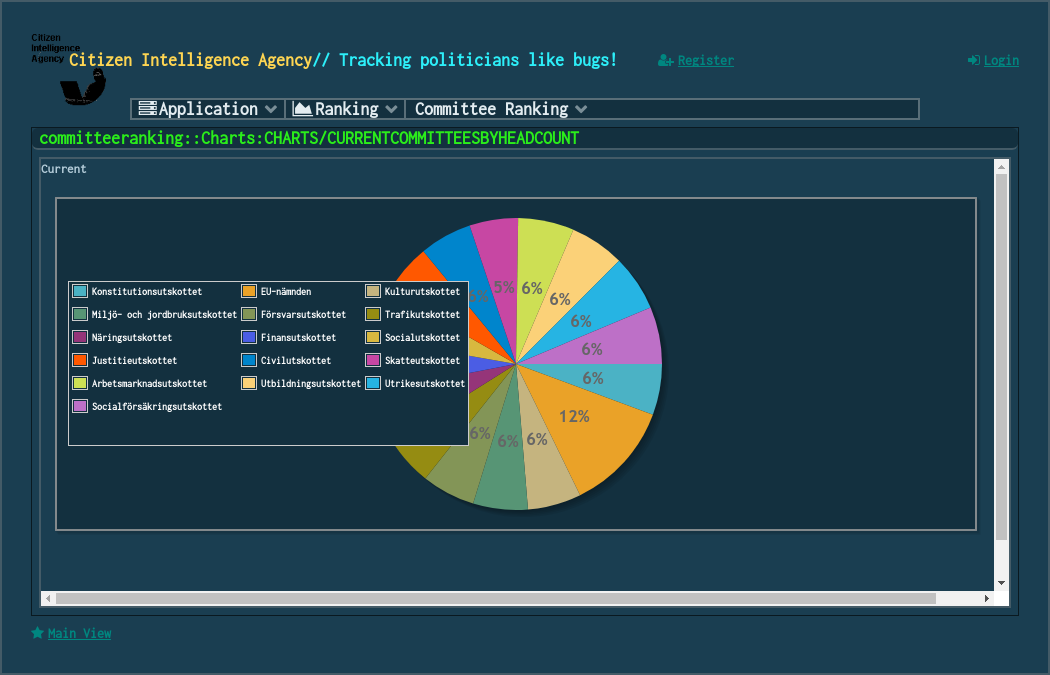 Citizen
Intelligence
Agency
Citizen Intelligence Agency// Tracking politicians like bugs!
Register
Login
Application
Ranking
Committee Ranking
committeeranking::Charts:CHARTS/CURRENTCOMMITTEESBYHEADCOUNT
Current
5%
6%
6%
6%
6%
6%
12%
6%
6%
6%
Konstitutionsutskottet
EU-nämnden
Kulturutskottet
Miljö- och jordbruksutskottet
Försvarsutskottet
Trafikutskottet
Näringsutskottet
Finansutskottet
Socialutskottet
Justitieutskottet
Civilutskottet
Skatteutskottet
Arbetsmarknadsutskottet
Utbildningsutskottet
Utrikesutskottet
Socialförsäkringsutskottet
Main View